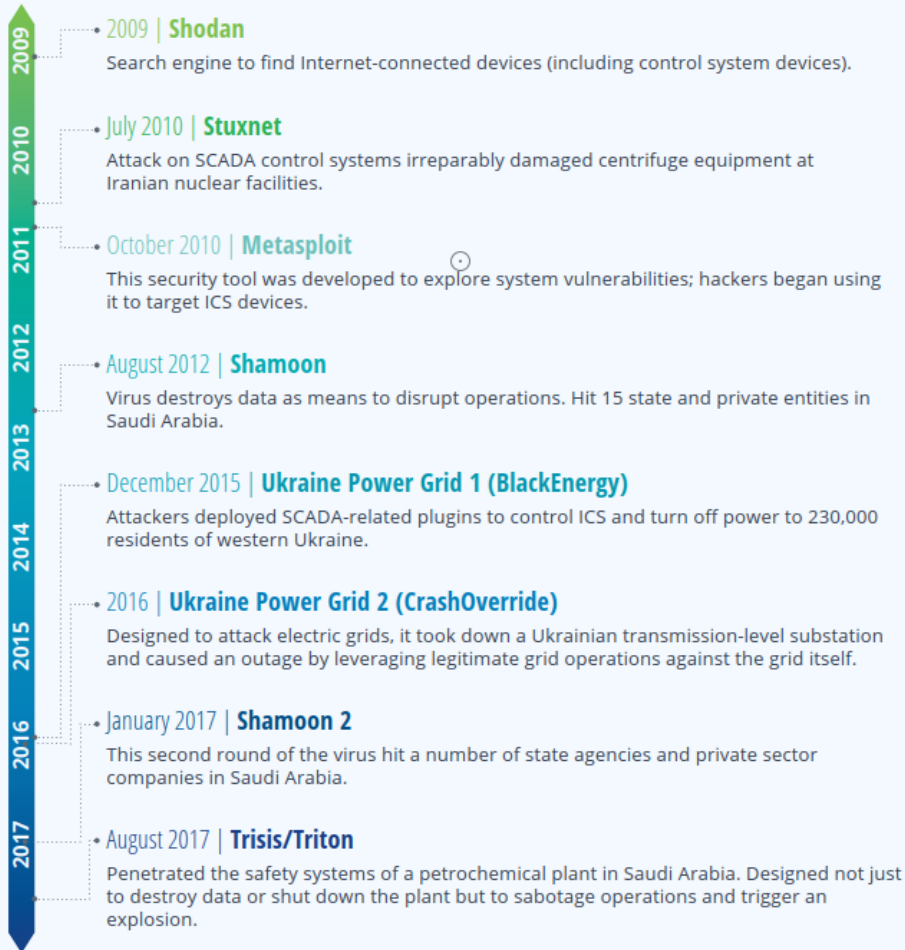 2009 | Shodan
Search engine to find Internet-connected devices (including control system devices).
July 2010 | Stuxnet
Attack on SCADA control systems irreparably damaged centrifuge equipment at
Iranian nuclear facilities.
October 2010 | Metasploit
This security tool was developed to explore system vulnerabilities; hackers began using
it to target ICS devices.
August 2012 | Shamoon
Virus destroys data as means to disrupt operations. Hit 15 state and private entities in
Saudi Arabia.
December 2015 | Ukraine Power Grid 1 (BlackEnergy)
Attackers deployed SCADA-related plugins to control ICS and turn off power to 230,000
residents of western Ukraine.
2016 | Ukraine Power Grid 2 (CrashOverride)
Designed to attack electric grids, it took down a Ukrainian transmission-level substation
and caused an outage by leveraging legitimate grid operations against the grid itself.
January 2017 | Shamoon 2
This second round of the virus hit a number of state agencies and private sector
companies in Saudi Arabia.
August 2017 | Trisis/Triton
Penetrated the safety systems of a petrochemical plant in Saudi Arabia. Designed not just
to destroy data or shut down the plant but to sabotage operations and trigger an
explosion.
2009
2010
2011
2012
2013
2014
2015
2016
2017